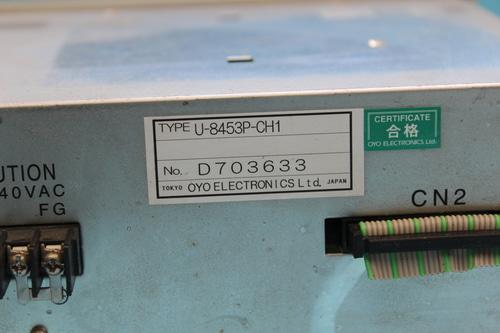 TYPE U-8453P-CH1
No. D703633
TOKYO OYO ELECTRONICS Ltd. JAPAN
CERTIFICATE
合格
OYO ELECTRONICS Ltd.
UTION
40VAC
FG
CN2